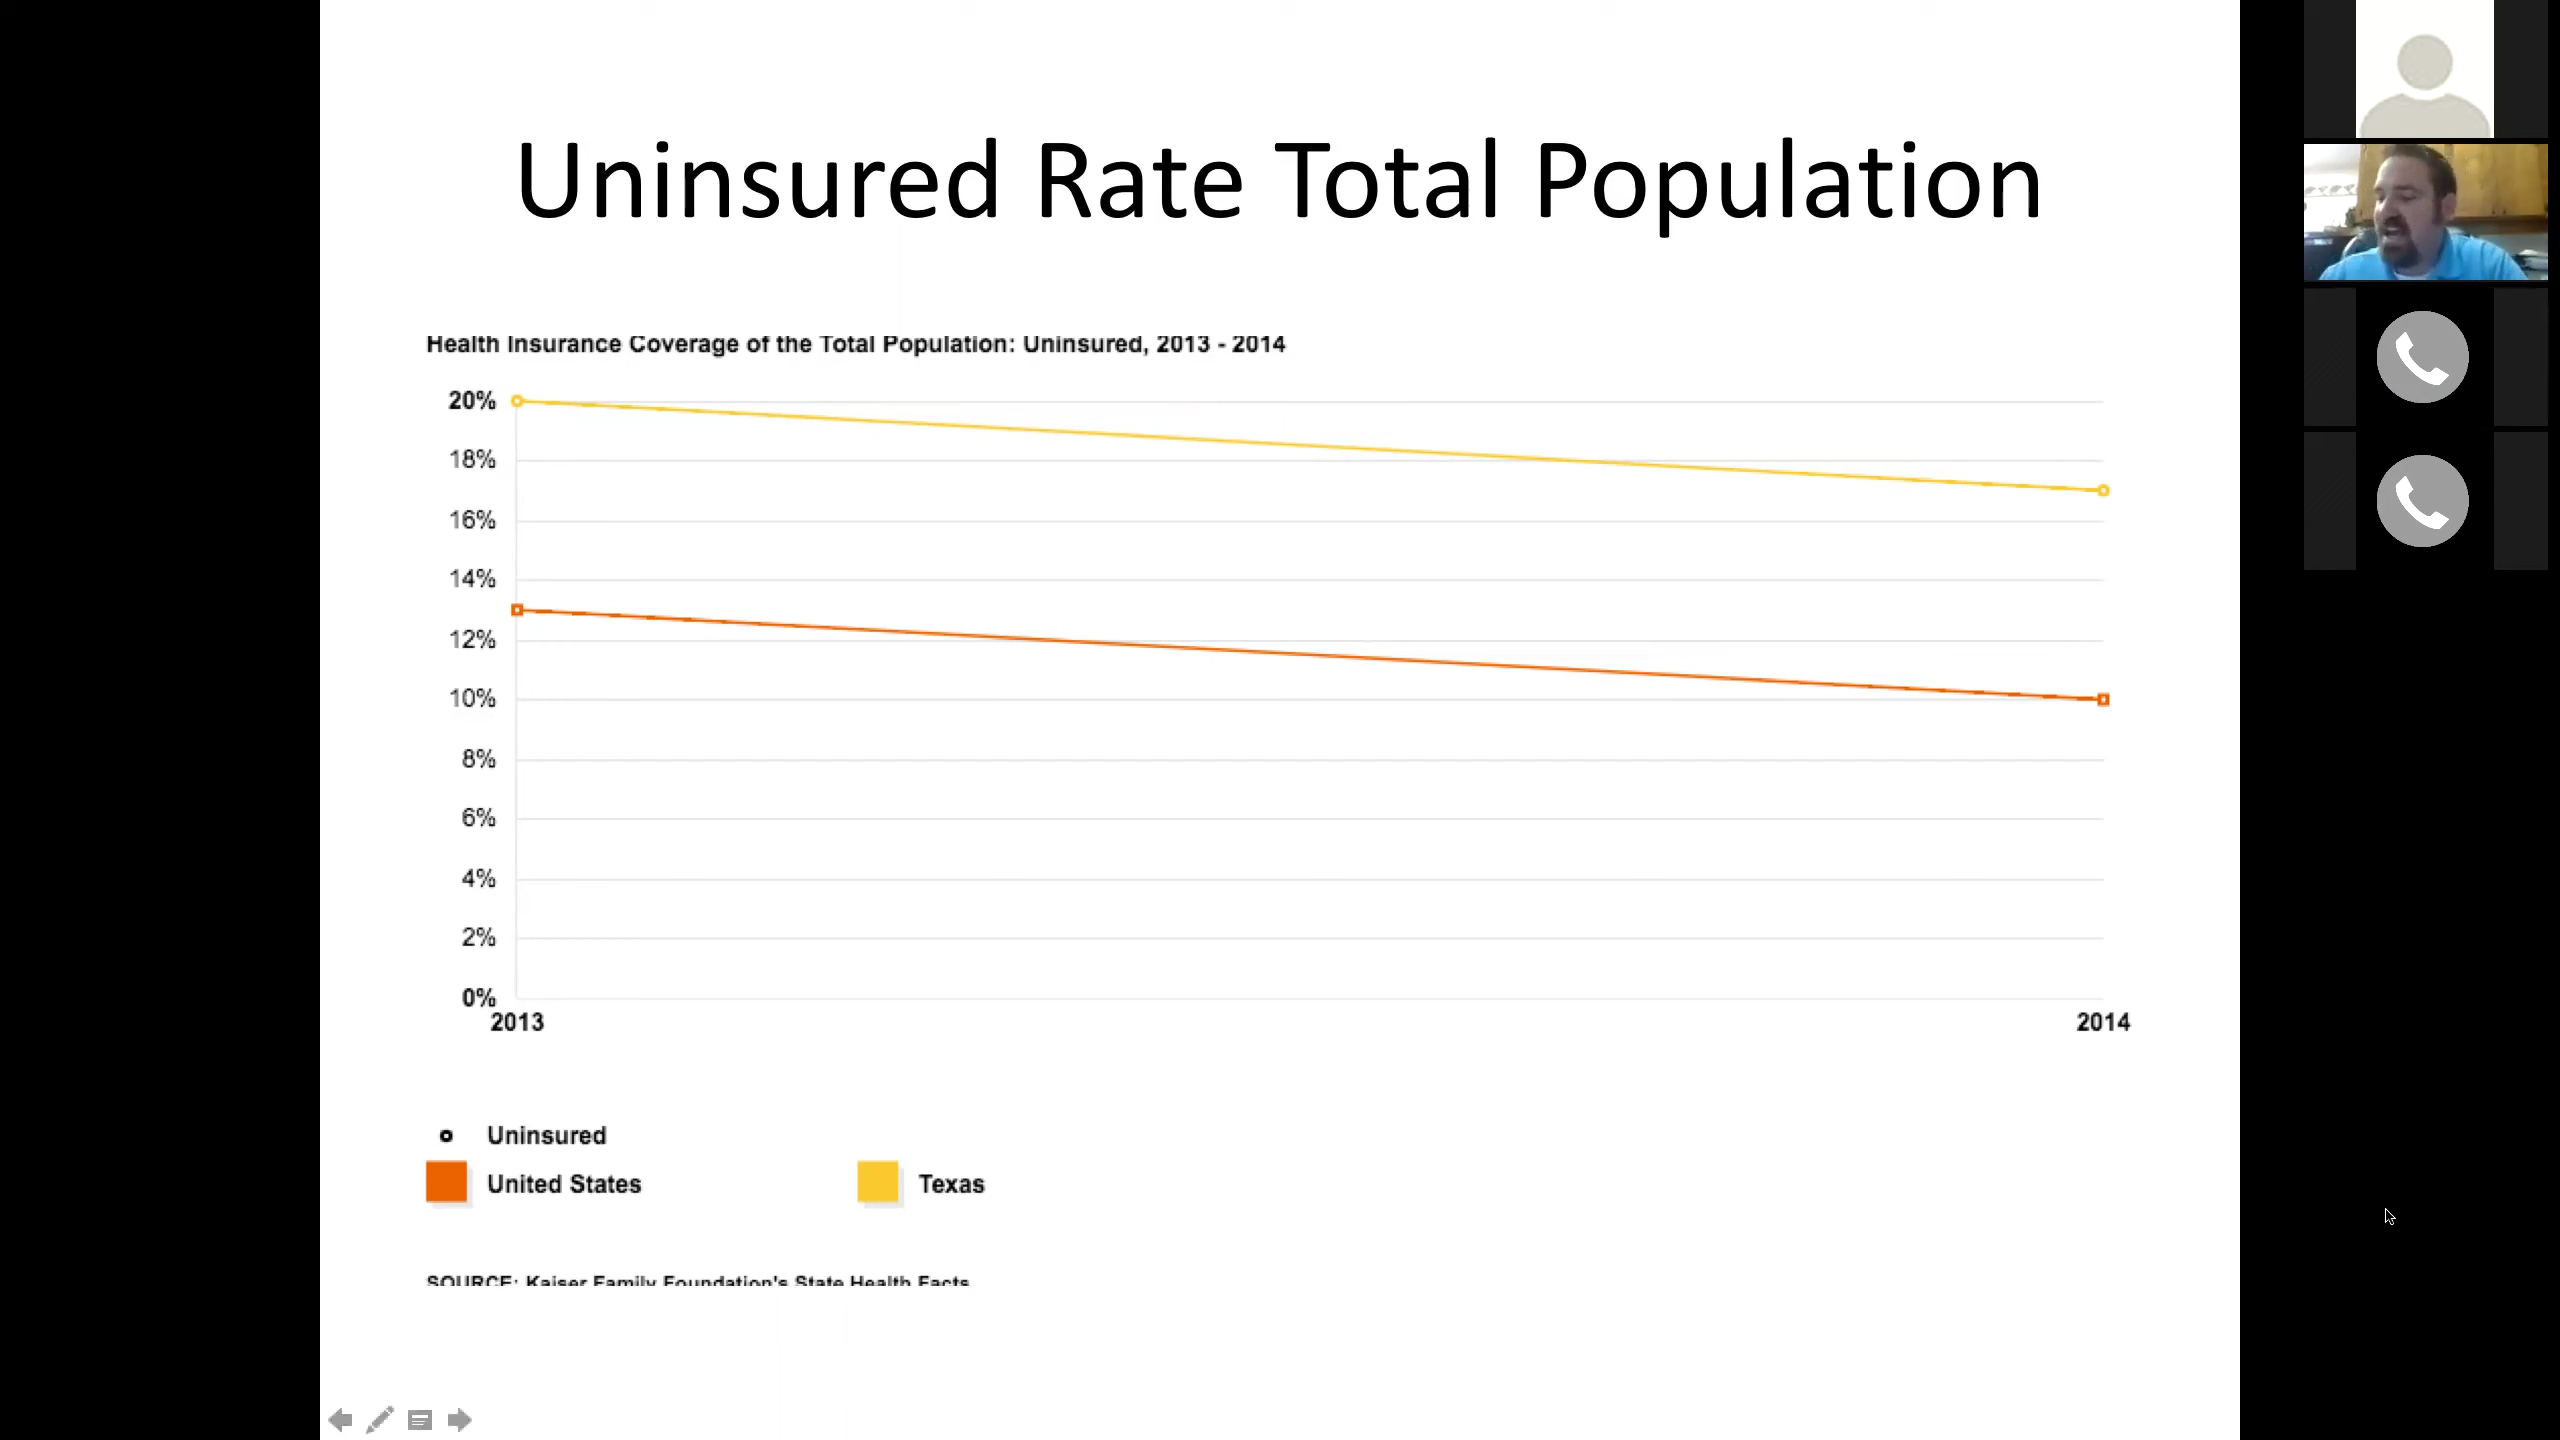 Uninsured Rate Total Population
Health Insurance Coverage of the Total Population: Uninsured, 2013 - 2014
20%
18%
16%
14%
12%
10%
8%
6%
4%
2%
0%
2013 2014
Uninsured
United States Texas
SOURCE: Kaiser Family Foundation's State Health Facts